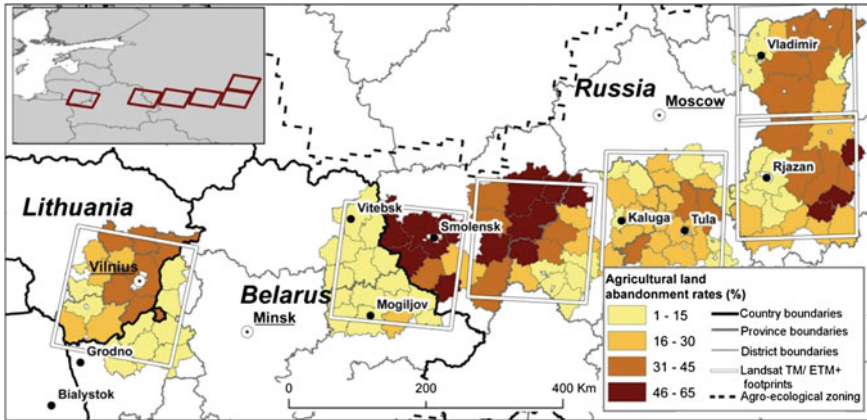 Russia
Vladimir
Moscow
Rjazan
Lithuania
Vitebsk
Smolensk
Kaluga
Tula
Vilnius
Belarus
Minsk
Mogiljov
Grodno
Bialystok
0 200 400 Km
Agricultural land
abandonment rates (%)
1 - 15
16 - 30
31 - 45
46 - 65
Country boundaries
Province boundaries
District boundaries
Landsat TM/ ETM+
footprints
Agro-ecological zoning